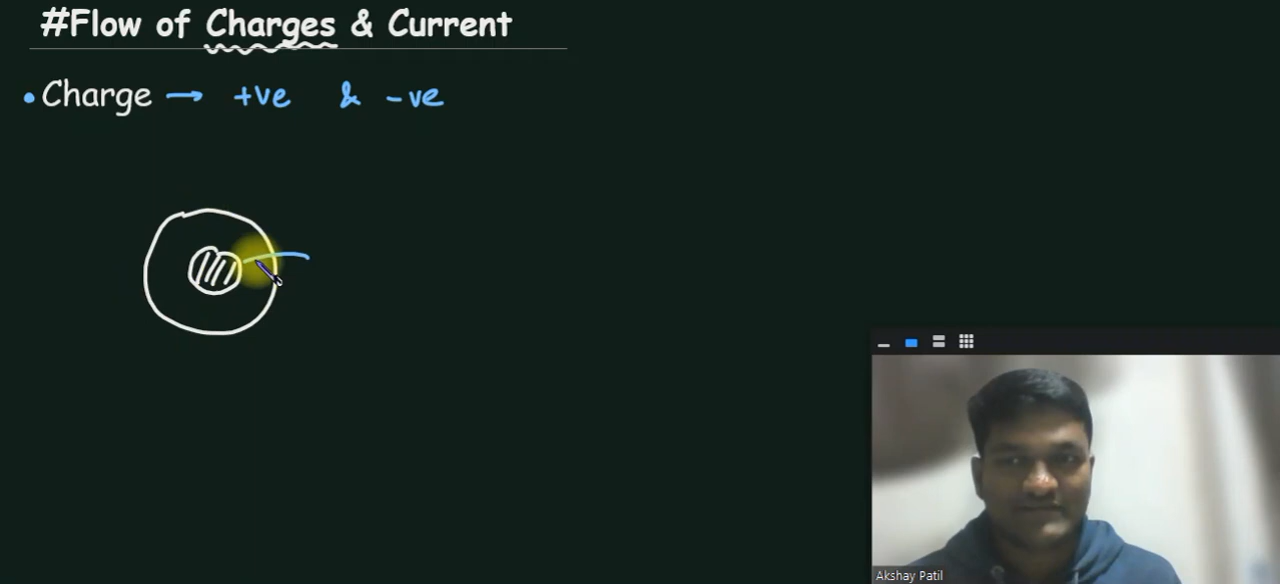 #Flow of Charges & Current
• Charge → +ve & -ve
Akshay Patil